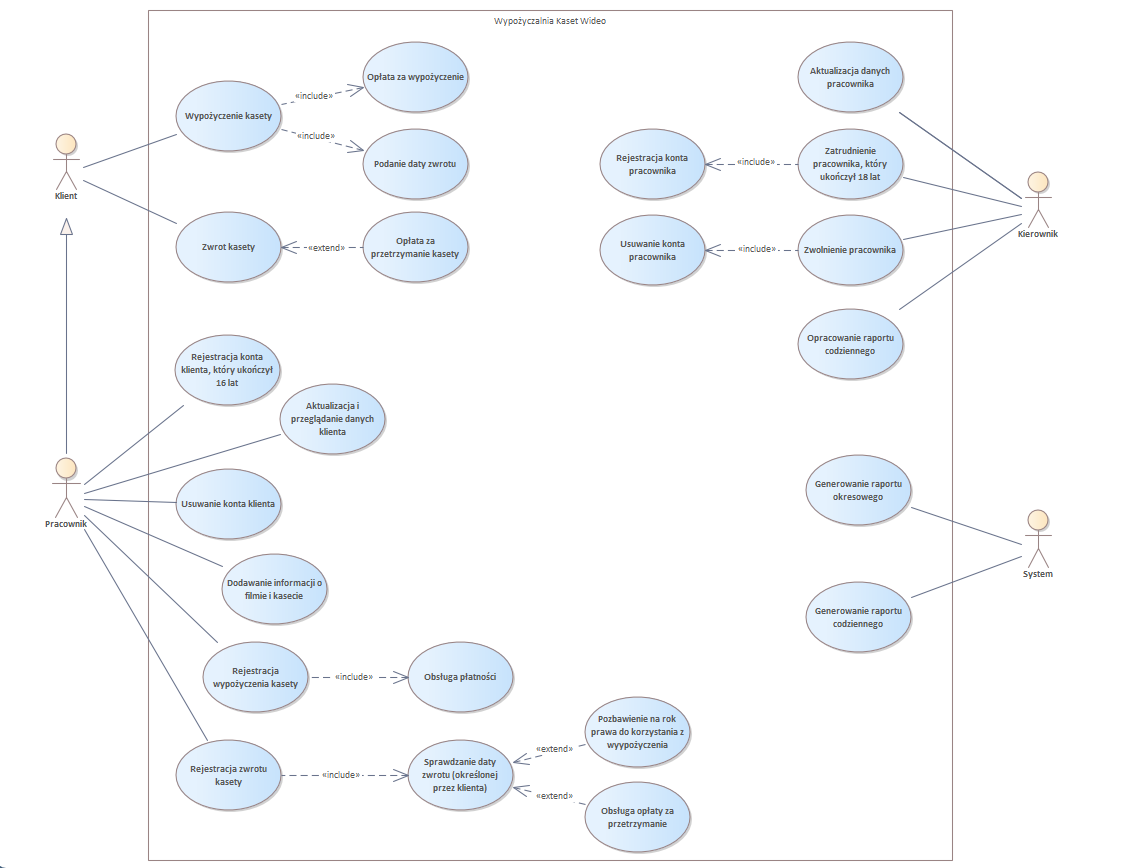 Wypożyczalnia Kaset Wideo
Opłata za wypożyczenie
Wypożyczenie kasety
«include»
«include»
Podanie daty zwrotu
Klient
Zwrot kasety
«extend»
Opłata za
przetrzymanie kasety
Aktualizacja danych
pracownika
Rejestracja konta
pracownika
«include»
Zatrudnienie
pracownika, który
ukończył 18 lat
Usuwanie konta
pracownika
«include»
Zwolnienie pracownika
Kierownik
Opracowanie raportu
codziennego
Rejestracja konta
klienta, który ukończył
16 lat
Aktualizacja i
przeglądanie danych
klienta
Usuwanie konta klienta
Pracownik
Dodawanie informacji o
filmie i kasecie
Generowanie raportu
okresowego
System
Generowanie raportu
codziennego
Rejestracja
wypożyczenia kasety
«include»
Obsługa płatności
Rejestracja zwrotu
kasety
«include»
Sprawdzanie daty
zwrotu (określonej
przez klienta)
«extend»
Pozbawienie na rok
prawa do korzystania z
wyypożyczenia
«extend»
Obsługa opłaty za
przetrzymanie